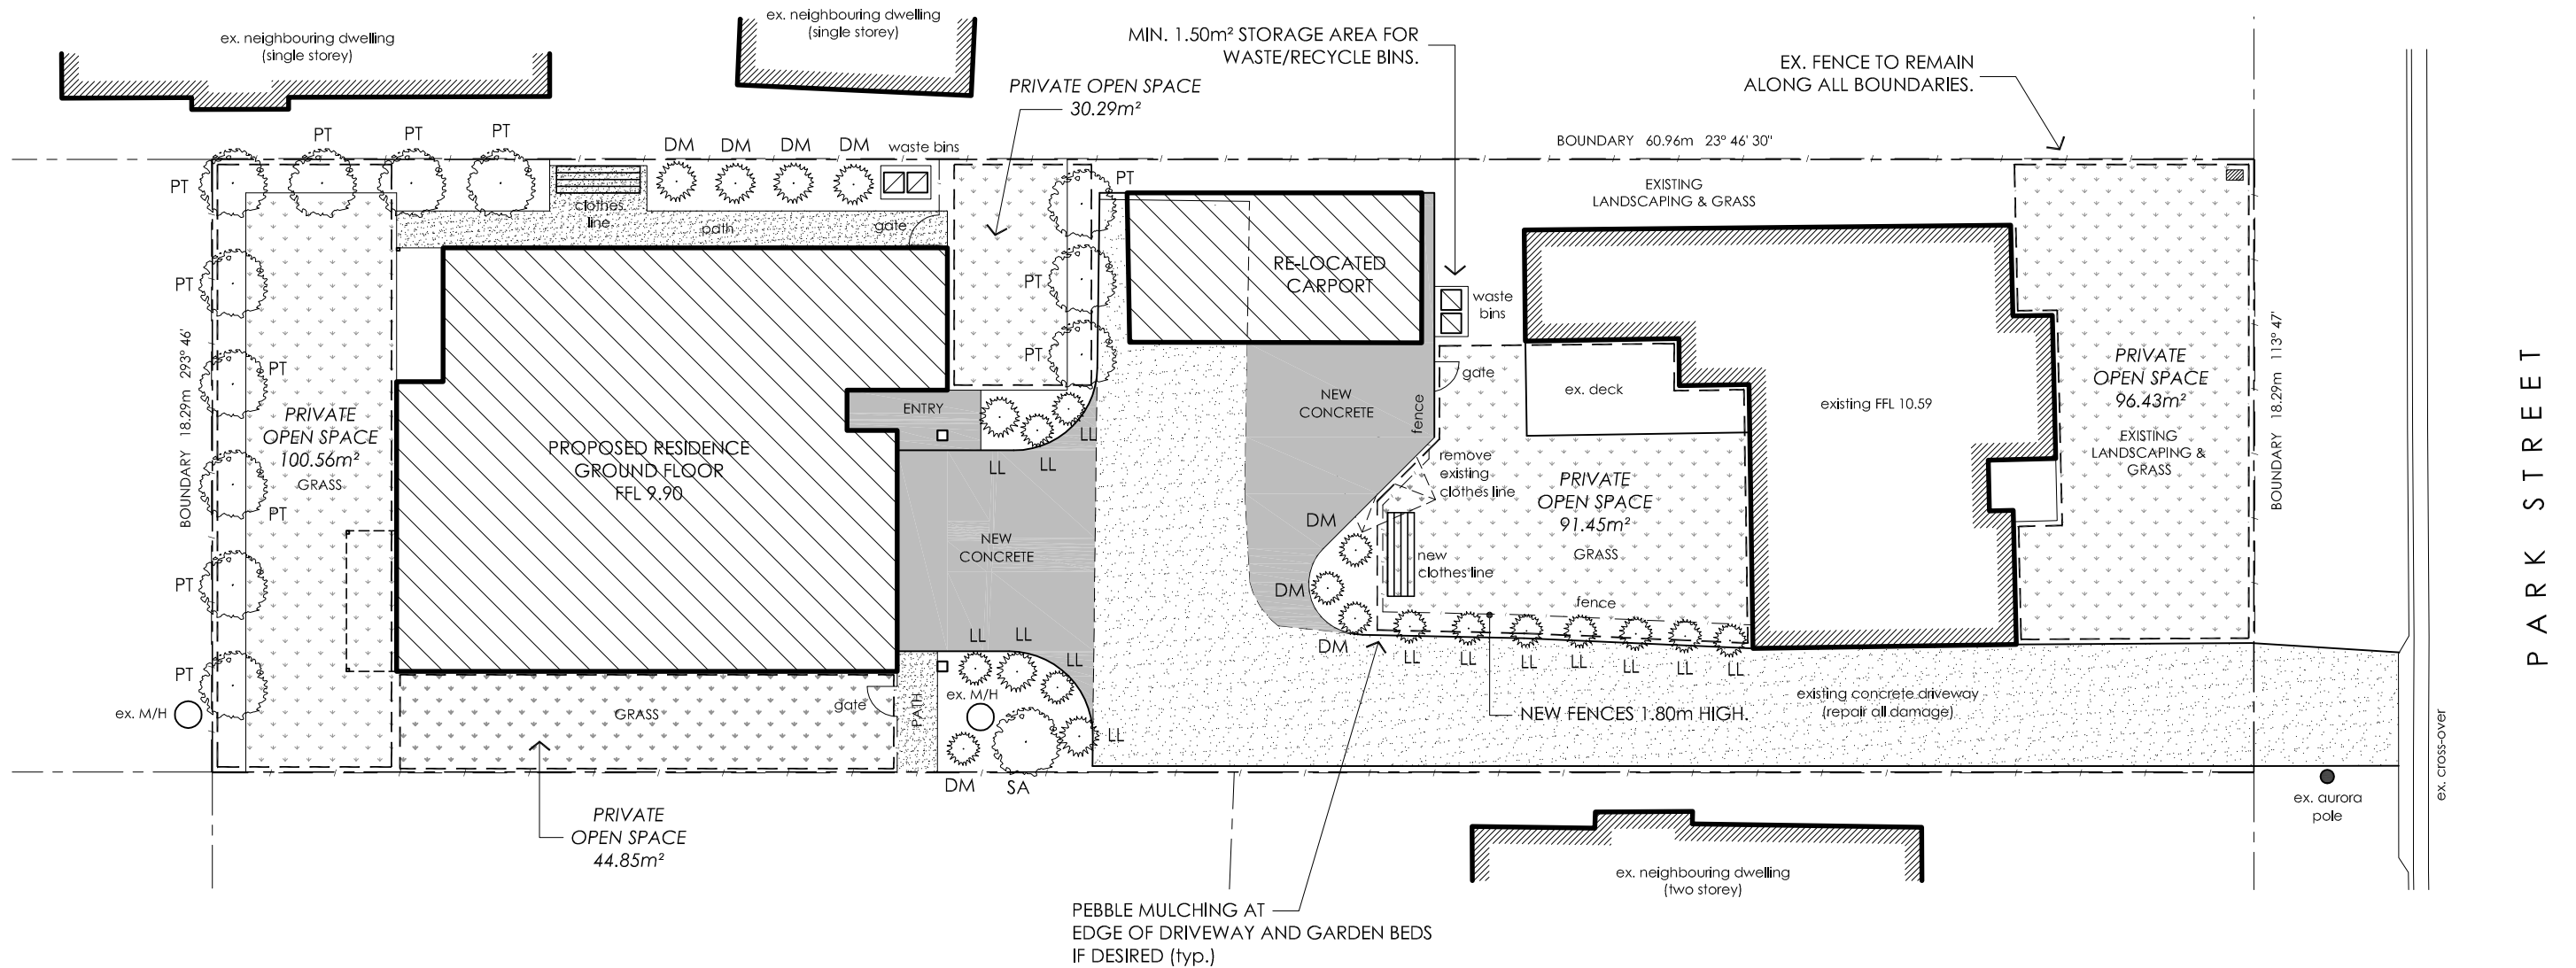 ex. neighbouring dwelling
(single storey)
ex. neighbouring dwelling
(single storey)
MIN. 1.50m² STORAGE AREA FOR
WASTE/RECYCLE BINS.
EX. FENCE TO REMAIN
ALONG ALL BOUNDARIES.
PRIVATE OPEN SPACE
30.29m²
BOUNDARY 60.96m 23° 46' 30"
PT
PT
PT
DM
DM
DM
DM
waste bins
PT
PT
clothes
line
path
gate
EXISTING
LANDSCAPING & GRASS
RE-LOCATED
CARPORT
PT
PT
waste
bins
BOUNDARY 18.29m 293° 46'
PT
PT
PRIVATE
OPEN SPACE
100.56m²
GRASS
PT
PROPOSED RESIDENCE
GROUND FLOOR
FFL 9.90
ENTRY
LL
LL
LL
NEW
CONCRETE
NEW
CONCRETE
gate
fence
ex. deck
existing FFL 10.59
PRIVATE
OPEN SPACE
96.43m²
EXISTING
LANDSCAPING &
GRASS
BOUNDARY 18.29m 113° 47'
PARK STREET
remove
existing
clothes line
PRIVATE
OPEN SPACE
91.45m²
GRASS
DM
new
clothes line
DM
fence
PT
PT
LL
LL
LL
DM
LL
LL
LL
LL
LL
LL
LL
ex. M/H
GRASS
gate
PATH
ex. M/H
LL
NEW FENCES 1.80m HIGH.
existing concrete driveway
(repair all damage)
ex. cross-over
DM
SA
ex. aurora
pole
PRIVATE
OPEN SPACE
44.85m²
ex. neighbouring dwelling
(two storey)
PEBBLE MULCHING AT
EDGE OF DRIVEWAY AND GARDEN BEDS
IF DESIRED (typ.)